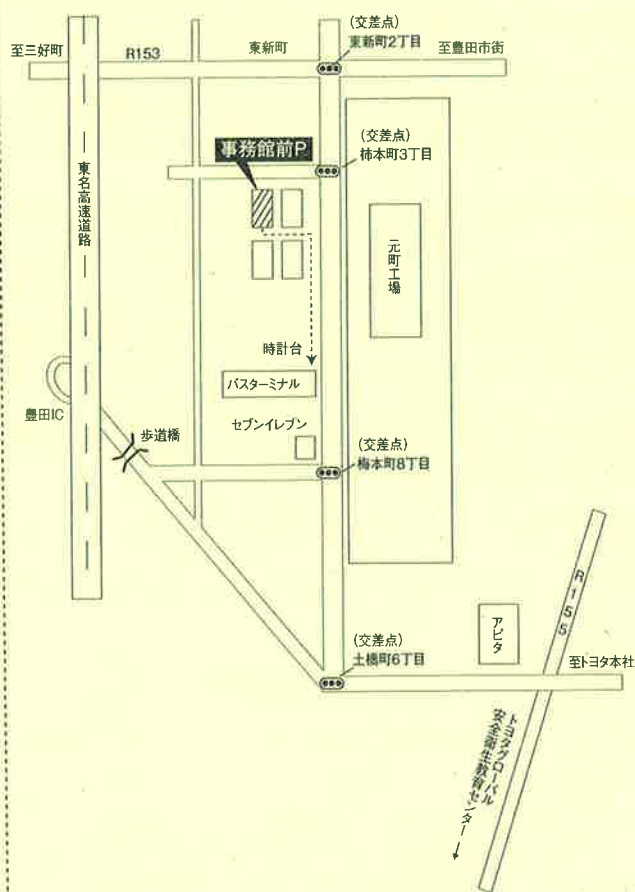 (交差点)
東新町2丁目
至三好町
R153
東新町
至豊田市街
(交差点)
柿本町3丁目
事務館前P
東名高速道路
元町工場
時計台
バスターミナル
豊田IC
歩道橋
セブンイレブン
(交差点)
梅本町8丁目
R155
アピタ
(交差点)
土橋町6丁目
至トヨタ本社
トヨタグローバル
安全衛生教育センター